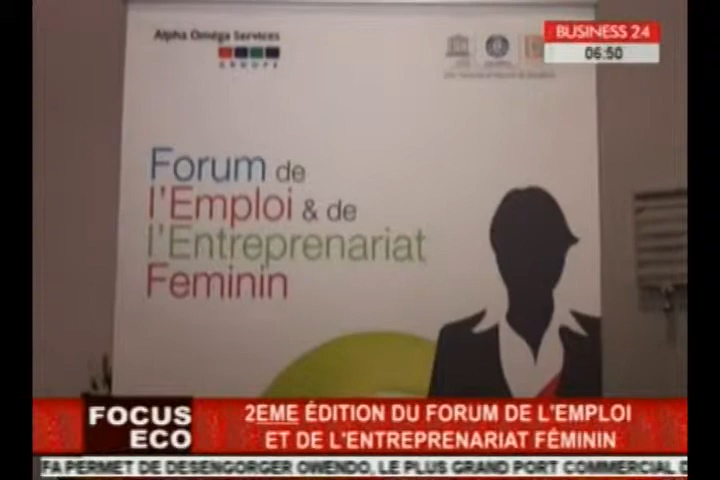 Alpha Oméga Services
GROUPE
BUSINESS 24
06:50
Forum de
l'Emploi & de
l'Entreprenariat
Feminin
FOCUS
ECO
2EME ÉDITION DU FORUM DE L'EMPLOI
ET DE L'ENTREPRENARIAT FÉMININ
FA PERMET DE DESENGORGER OWENDO, LE PLUS GRAND PORT COMMERCIAL D